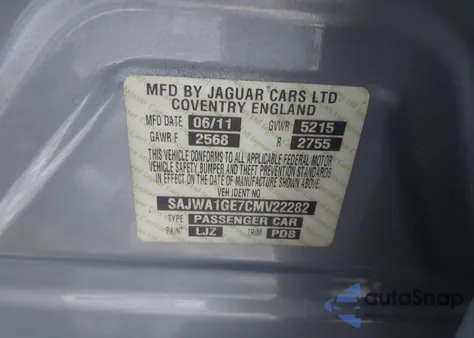 MFD BY JAGUAR CARS LTD
COVENTRY ENGLAND
MFD DATE 06/11 GVWR 5215
GAWR F 2568 R 2755
THIS VEHICLE CONFORMS TO ALL APPLICABLE FEDERAL MOTOR
VEHICLE SAFETY, BUMPER AND THEFT PREVENTION STANDARDS
IN EFFECT ON THE DATE OF MANUFACTURE SHOWN ABOVE.
VEH IDENT NO
SAJWA1GE7CMV22282
TYPE PASSENGER CAR
PAINT LJZ TRIM PDB
autoSnap